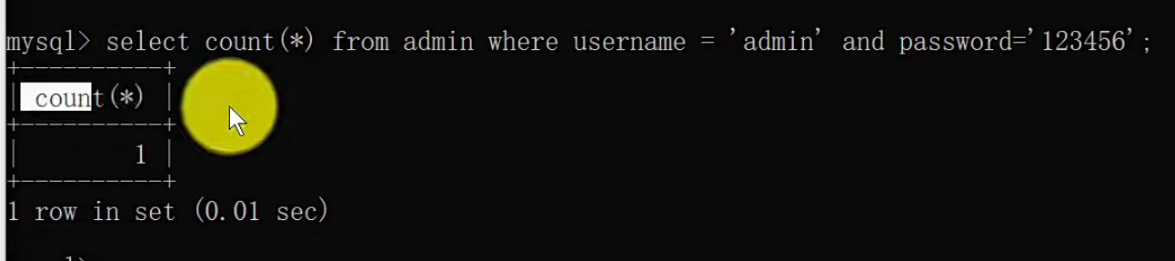 mysql> select count(*) from admin where username = 'admin' and password='123456';
+----------+
| count(*) |
+----------+
|        1 |
+----------+
1 row in set (0.01 sec)